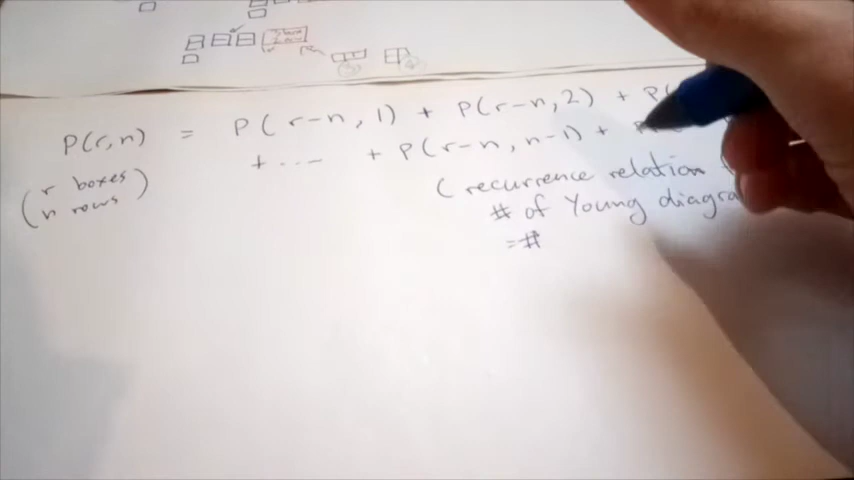 P(r,n) = P(r-n,1) + P(r-n,2) + P(
+ ... + P(r-n,n-1) +
(r boxes
n rows)
(recurrence relation
# of Young diagra
=#